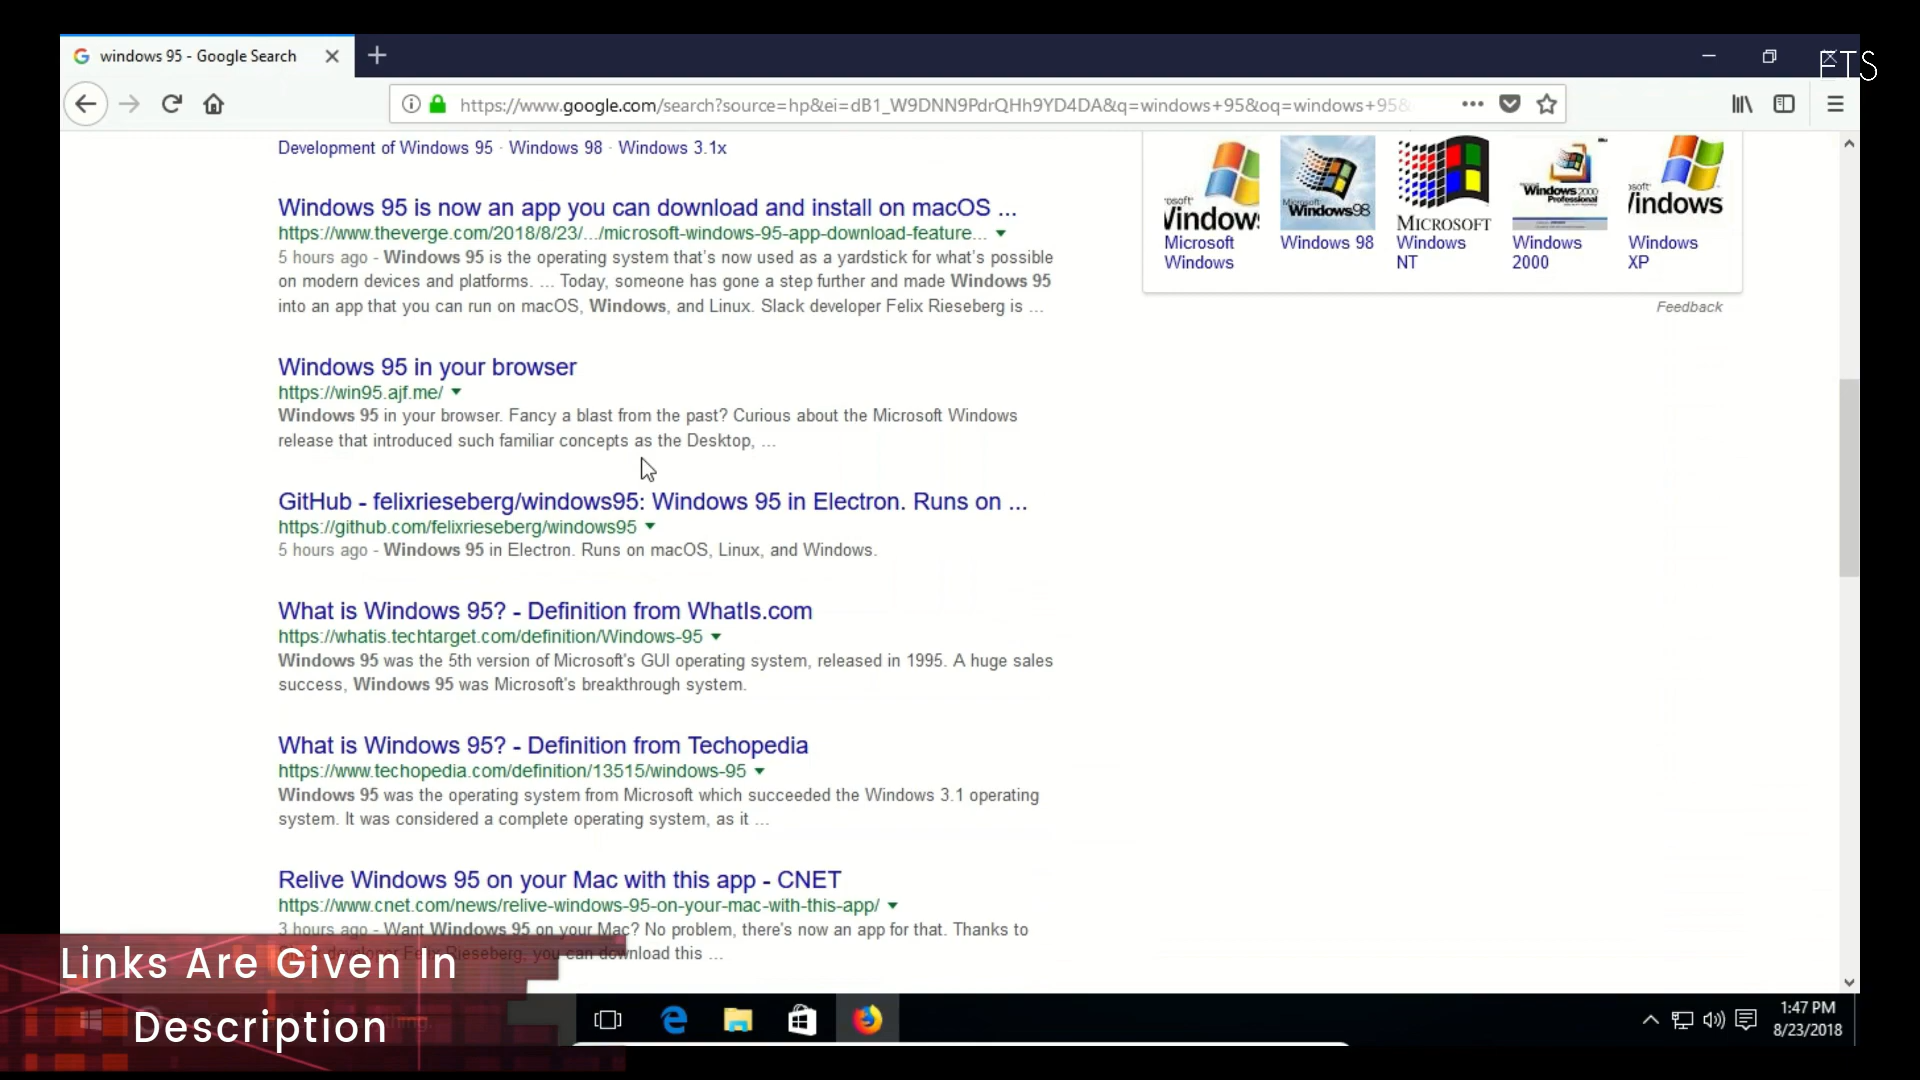 windows 95 - Google Search
ETS
https://www.google.com/search?source=hp&ei=dB1_W9DNN9PdrQHh9YD4DA&q=windows+95&oq=windows+95&
Development of Windows 95 · Windows 98 · Windows 3.1x
Windows 95 is now an app you can download and install on macOS ...
https://www.theverge.com/2018/8/23/.../microsoft-windows-95-app-download-feature...
5 hours ago - Windows 95 is the operating system that's now used as a yardstick for what's possible
on modern devices and platforms. ... Today, someone has gone a step further and made Windows 95
into an app that you can run on macOS, Windows, and Linux. Slack developer Felix Rieseberg is ...
Windows 95 in your browser
https://win95.ajf.me/
Windows 95 in your browser. Fancy a blast from the past? Curious about the Microsoft Windows
release that introduced such familiar concepts as the Desktop, ...
GitHub - felixrieseberg/windows95: Windows 95 in Electron. Runs on ...
https://github.com/felixrieseberg/windows95
5 hours ago - Windows 95 in Electron. Runs on macOS, Linux, and Windows.
What is Windows 95? - Definition from WhatIs.com
https://whatis.techtarget.com/definition/Windows-95
Windows 95 was the 5th version of Microsoft's GUI operating system, released in 1995. A huge sales
success, Windows 95 was Microsoft's breakthrough system.
What is Windows 95? - Definition from Techopedia
https://www.techopedia.com/definition/13515/windows-95
Windows 95 was the operating system from Microsoft which succeeded the Windows 3.1 operating
system. It was considered a complete operating system, as it ...
Relive Windows 95 on your Mac with this app - CNET
https://www.cnet.com/news/relive-windows-95-on-your-mac-with-this-app/
3 hours ago - Want Windows 95 on your Mac? No problem, there's now an app for that. Thanks to
developer Felix Rieseberg, you can download this ...
Microsoft
Windows
Windows 98
Windows
NT
Windows
2000
Windows
XP
MICROSOFT
Windows98
Windows 2000
Professional
Feedback
Links Are Given In
Description
1:47 PM
8/23/2018